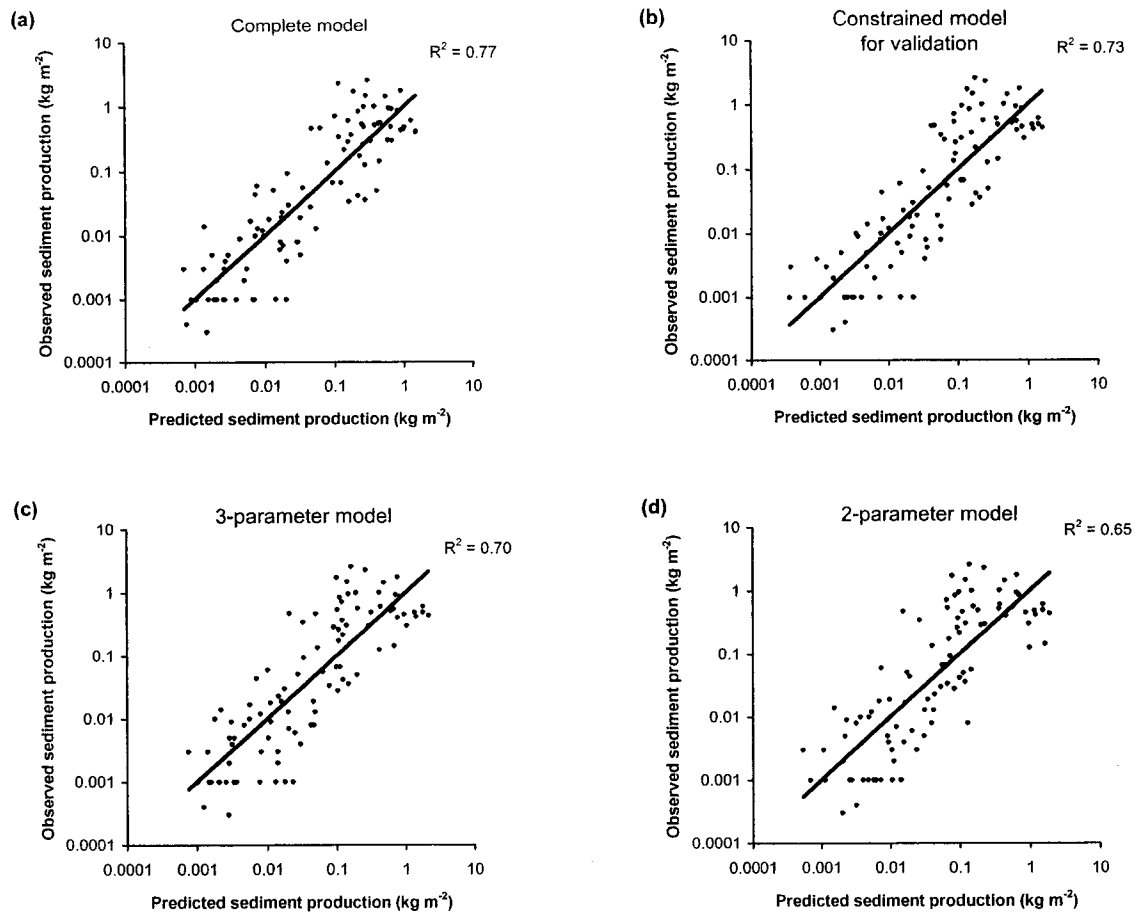 (a)
Complete model
R² = 0.77
Observed sediment production (kg m⁻²)
10
1
0.1
0.01
0.001
0.0001
0.0001 0.001 0.01 0.1 1 10
Predicted sediment production (kg m⁻²)
(b)
Constrained model
for validation
R² = 0.73
Observed sediment production (kg m⁻²)
10
1
0.1
0.01
0.001
0.0001
0.0001 0.001 0.01 0.1 1 10
Predicted sediment production (kg m⁻²)
(c)
3-parameter model
R² = 0.70
Observed sediment production (kg m⁻²)
10
1
0.1
0.01
0.001
0.0001
0.0001 0.001 0.01 0.1 1 10
Predicted sediment production (kg m⁻²)
(d)
2-parameter model
R² = 0.65
Observed sediment production (kg m⁻²)
10
1
0.1
0.01
0.001
0.0001
0.0001 0.001 0.01 0.1 1 10
Predicted sediment production (kg m⁻²)